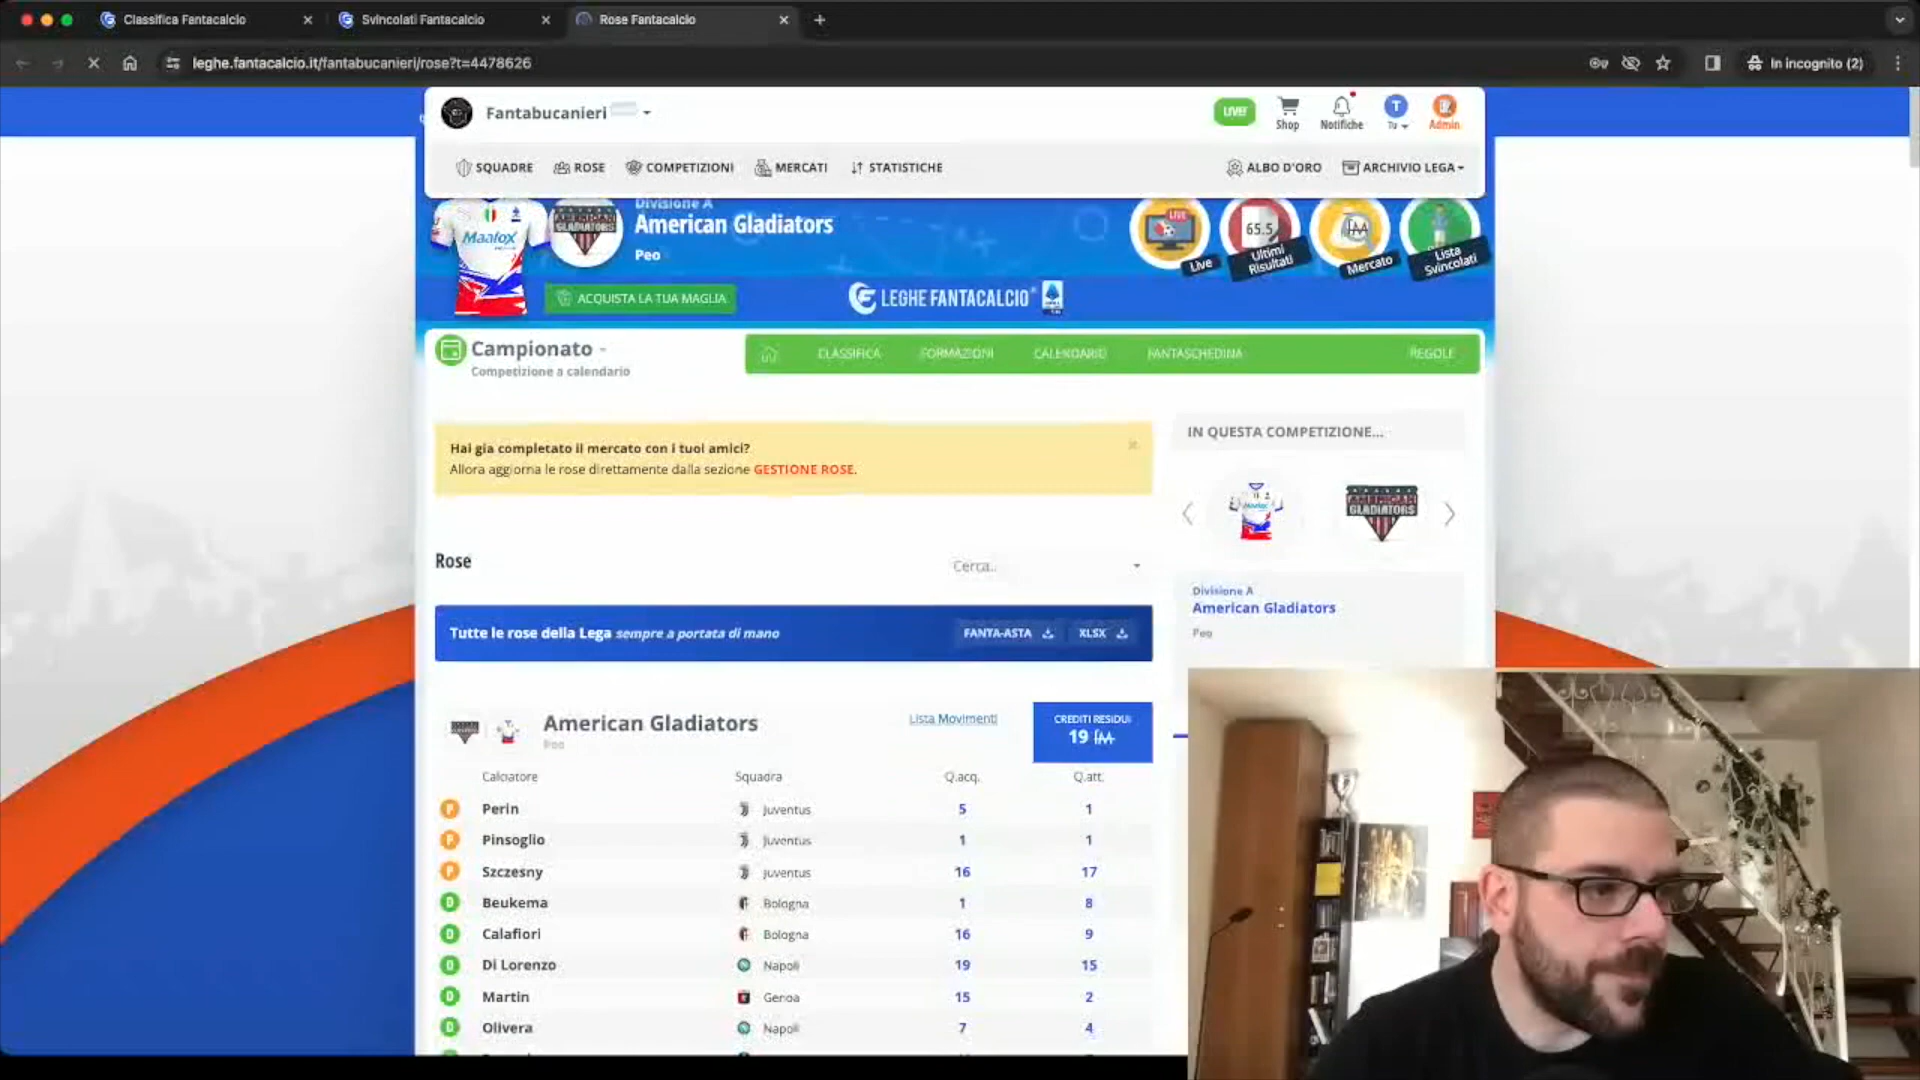 Classifica Fantacalcio
Svincolati Fantacalcio
Rose Fantacalcio
leghe.fantacalcio.it/fantabucanieri/rose?t=4478626
In incognito (2)
Fantabucanieri
LIVE!
Shop
Notifiche
T
Tu
Admin
SQUADRE
ROSE
COMPETIZIONI
MERCATI
STATISTICHE
ALBO D'ORO
ARCHIVIO LEGA
Divisione A
American Gladiators
Peo
Maafox
AMERICAN
GLADIATORS
ACQUISTA LA TUA MAGLIA
LEGHE FANTACALCIO
LIVE
Live
65.5
Ultimi
Risultati
Mercato
Lista
Svincolati
Campionato
Competizione a calendario
CLASSIFICA
FORMAZIONI
CALENDARIO
FANTASCHEDINA
REGOLE
Hai già completato il mercato con i tuoi amici?
Allora aggiorna le rose direttamente dalla sezione GESTIONE ROSE.
IN QUESTA COMPETIZIONE...
AMERICAN
GLADIATORS
Divisione A
American Gladiators
Peo
Rose
Cerca..
Tutte le rose della Lega sempre a portata di mano
FANTA-ASTA
XLSX
American Gladiators
Peo
Lista Movimenti
CREDITI RESIDUI
19
Calciatore Squadra Q.acq. Q.att.
P Perin Juventus 5 1
P Pinsoglio Juventus 1 1
P Szczesny Juventus 16 17
D Beukema Bologna 1 8
D Calafiori Bologna 16 9
D Di Lorenzo Napoli 19 15
D Martin Genoa 15 2
D Olivera Napoli 7 4